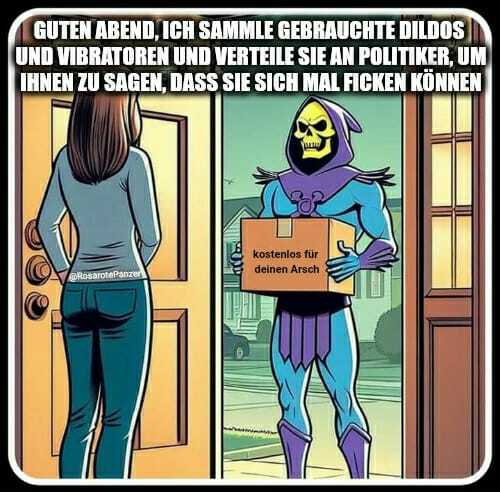 GUTEN ABEND, ICH SAMMLE GEBRAUCHTE DILDOS
UND VIBRATOREN UND VERTEILE SIE AN POLITIKER, UM
IHNEN ZU SAGEN, DASS SIE SICH MAL FICKEN KÖNNEN
kostenlos für
deinen Arsch
@RosarotePanzer